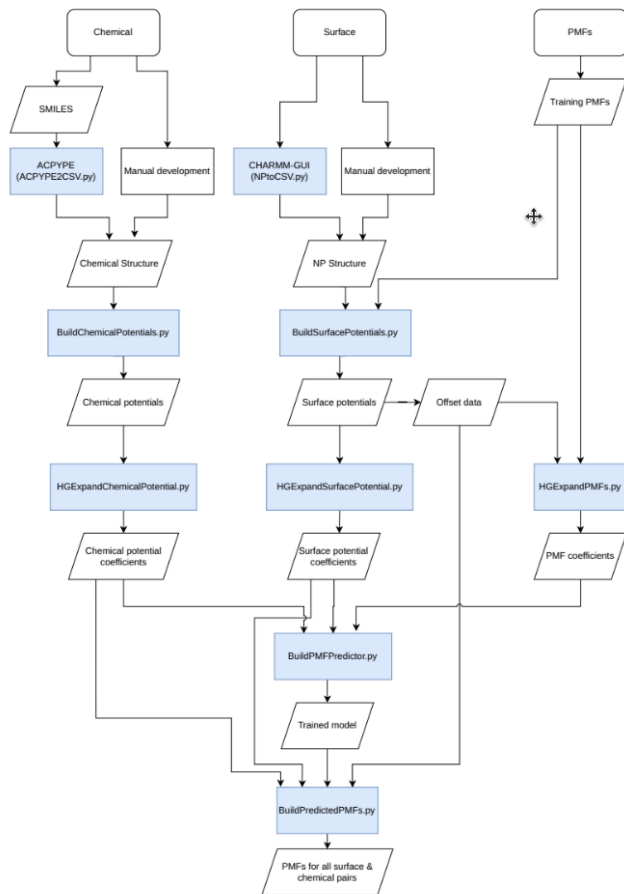 Chemical
Surface
PMFs
SMILES
Training PMFs
ACPYPE
(ACPYPE2CSV.py)
Manual development
CHARMM-GUI
(NPtoCSV.py)
Manual development
Chemical Structure
NP Structure
BuildChemicalPotentials.py
BuildSurfacePotentials.py
Chemical potentials
Surface potentials
Offset data
HGExpandChemicalPotential.py
HGExpandSurfacePotential.py
HGExpandPMFs.py
Chemical potential
coefficients
Surface potential
coefficients
PMF coefficients
BuildPMFPredictor.py
Trained model
BuildPredictedPMFs.py
PMFs for all surface &
chemical pairs